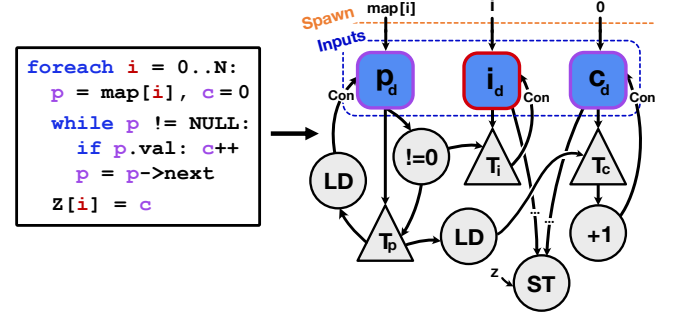 Spawn
map[i]
i
0
Inputs
foreach i = 0..N:
p = map[i], c=0
while p != NULL:
if p.val: c++
p = p->next
Z[i] = c
p_d
i_d
c_d
Con
Con
Con
!=0
T_i
T_c
LD
T_p
LD
+1
...
...
z
ST